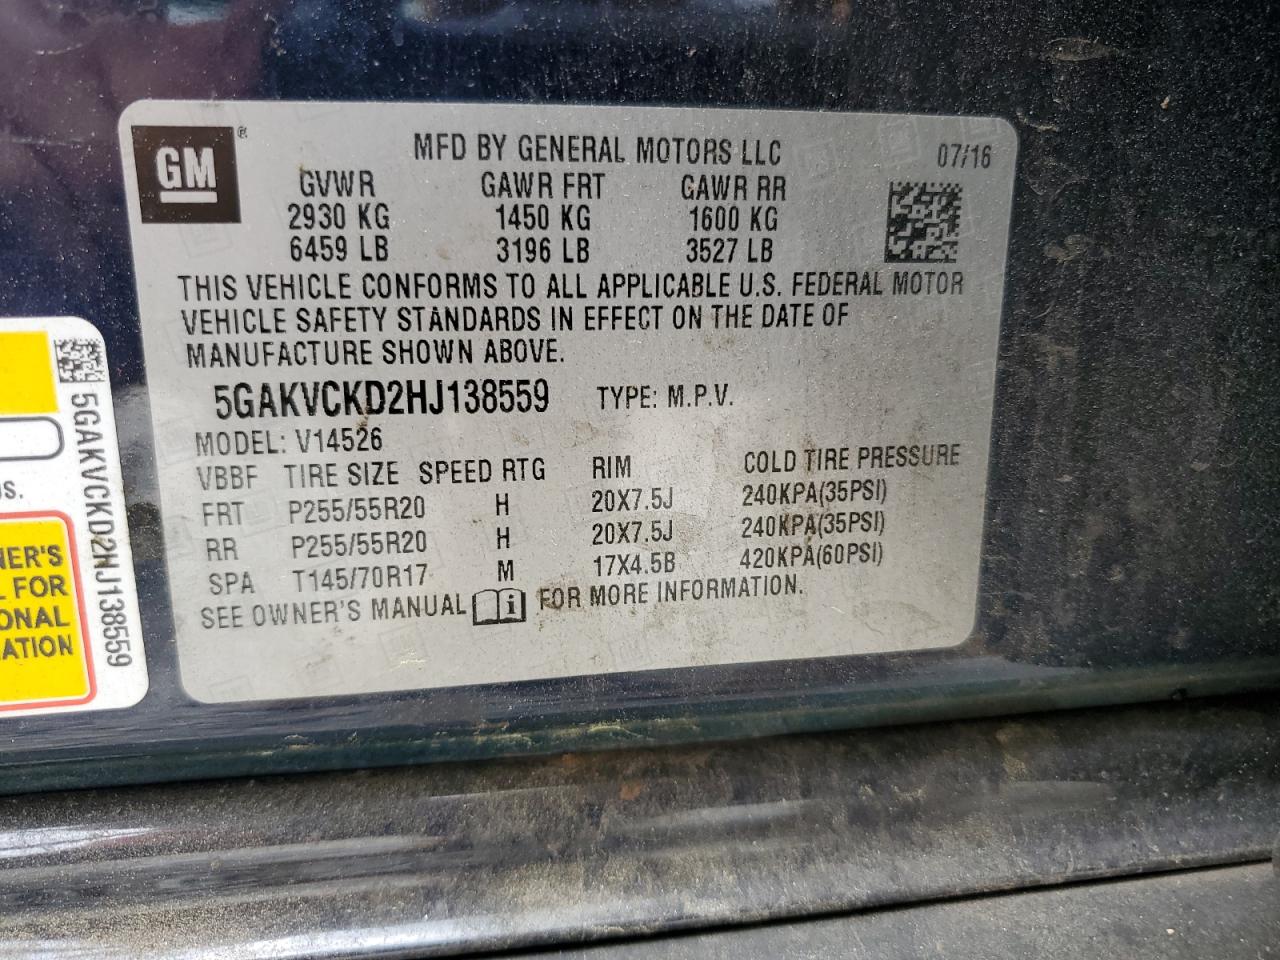 GM ®
MFD BY GENERAL MOTORS LLC
07/16
GVWR GAWR FRT GAWR RR
2930 KG 1450 KG 1600 KG
6459 LB 3196 LB 3527 LB
THIS VEHICLE CONFORMS TO ALL APPLICABLE U.S. FEDERAL MOTOR
VEHICLE SAFETY STANDARDS IN EFFECT ON THE DATE OF
MANUFACTURE SHOWN ABOVE.
5GAKVCKD2HJ138559 TYPE: M.P.V.
MODEL: V14526
VBBF TIRE SIZE SPEED RTG RIM COLD TIRE PRESSURE
FRT P255/55R20 H 20X7.5J 240KPA(35PSI)
RR P255/55R20 H 20X7.5J 240KPA(35PSI)
SPA T145/70R17 M 17X4.5B 420KPA(60PSI)
SEE OWNER'S MANUAL i FOR MORE INFORMATION.
5GAKVCKD2HJ138559
NER'S
L FOR
ONAL
ATION